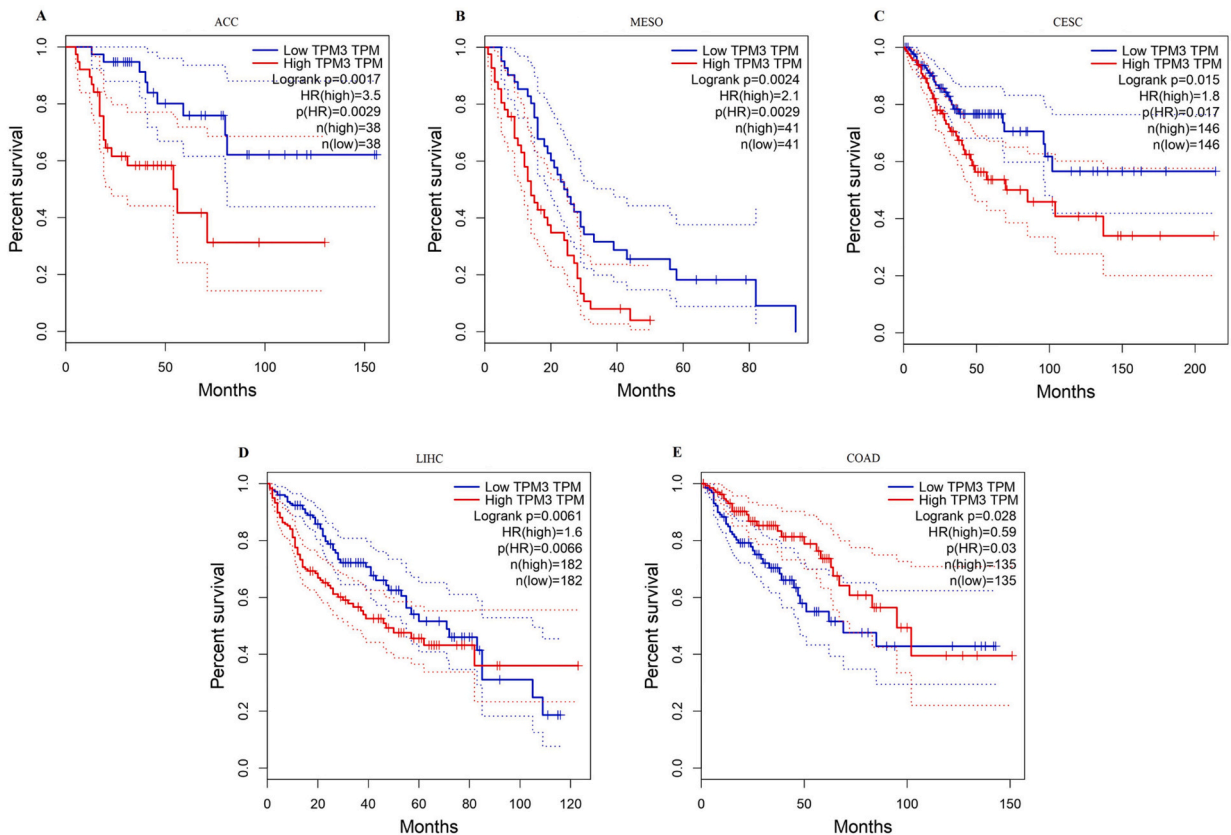 A
ACC
Low TPM3 TPM
High TPM3 TPM
Logrank p=0.0017
HR(high)=3.5
p(HR)=0.0029
n(high)=38
n(low)=38
Percent survival
0.0 0.2 0.4 0.6 0.8 1.0
0 50 100 150
Months
B
MESO
Low TPM3 TPM
High TPM3 TPM
Logrank p=0.0024
HR(high)=2.1
p(HR)=0.0029
n(high)=41
n(low)=41
Percent survival
0.0 0.2 0.4 0.6 0.8 1.0
0 20 40 60 80
Months
C
CESC
Low TPM3 TPM
High TPM3 TPM
Logrank p=0.015
HR(high)=1.8
p(HR)=0.017
n(high)=146
n(low)=146
Percent survival
0.0 0.2 0.4 0.6 0.8 1.0
0 50 100 150 200
Months
D
LIHC
Low TPM3 TPM
High TPM3 TPM
Logrank p=0.0061
HR(high)=1.6
p(HR)=0.0066
n(high)=182
n(low)=182
Percent survival
0.0 0.2 0.4 0.6 0.8 1.0
0 20 40 60 80 100 120
Months
E
COAD
Low TPM3 TPM
High TPM3 TPM
Logrank p=0.028
HR(high)=0.59
p(HR)=0.03
n(high)=135
n(low)=135
Percent survival
0.0 0.2 0.4 0.6 0.8 1.0
0 50 100 150
Months